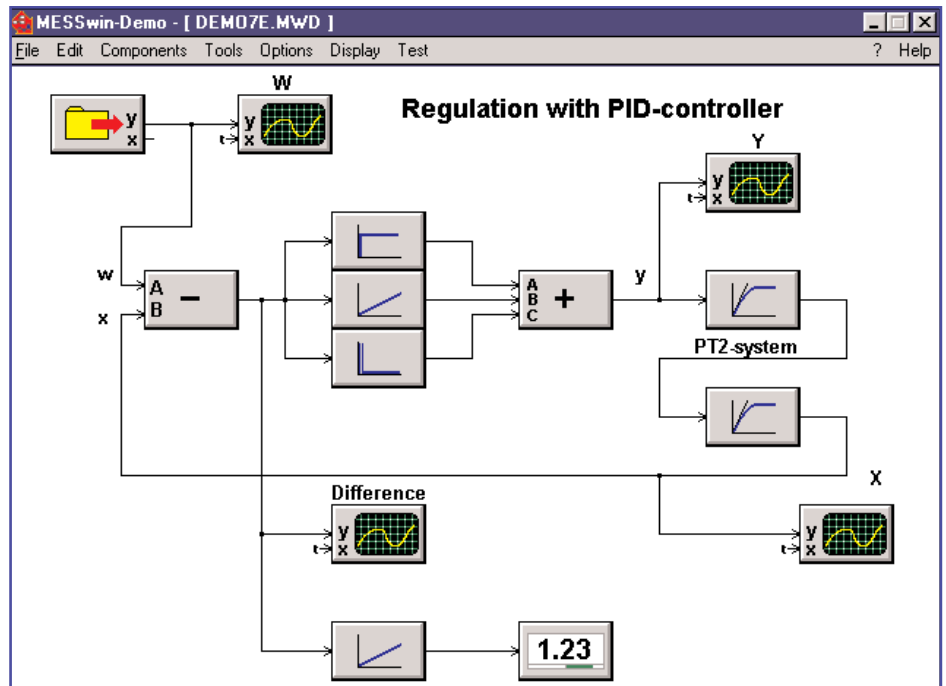 MESSwin-Demo - [ DEMO7E.MWD ]
File Edit Components Tools Options Display Test ? Help
W
Regulation with PID-controller
y
x
y
t x
Y
y
t x
w
A
B
-
x
A
B
C
+
y
PT2-system
X
Difference
y
t x
y
t x
1.23